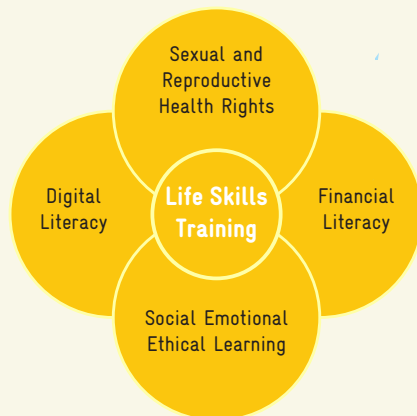 Sexual and
Reproductive
Health Rights
Digital
Literacy
Life Skills
Training
Financial
Literacy
Social Emotional
Ethical Learning